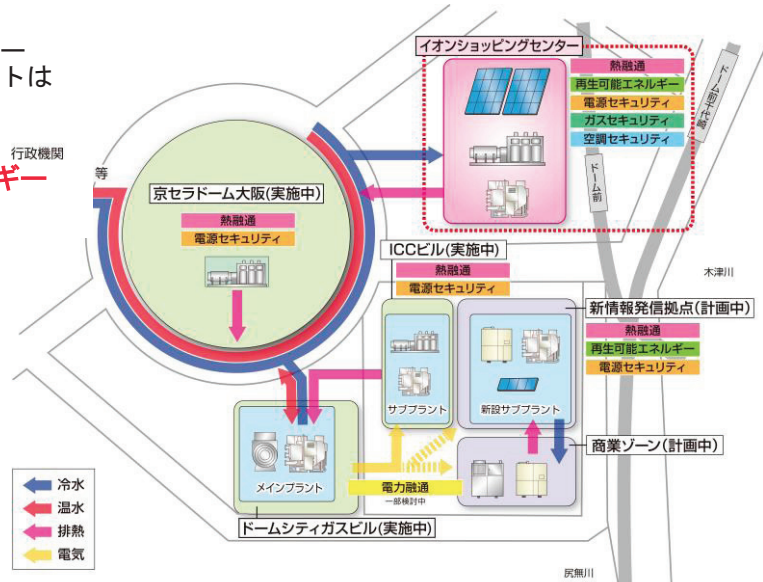 ー
トは
行政機関
等
ギー
イオンショッピングセンター
熱融通
再生可能エネルギー
電源セキュリティ
ガスセキュリティ
空調セキュリティ
ドーム前千代崎
ドーム前
京セラドーム大阪(実施中)
熱融通
電源セキュリティ
ICCビル(実施中)
熱融通
電源セキュリティ
木津川
新情報発信拠点(計画中)
熱融通
再生可能エネルギー
電源セキュリティ
サブプラント
新設サブプラント
商業ゾーン(計画中)
メインプラント
電力融通
一部検討中
ドームシティガスビル(実施中)
冷水
温水
排熱
電気
尻無川